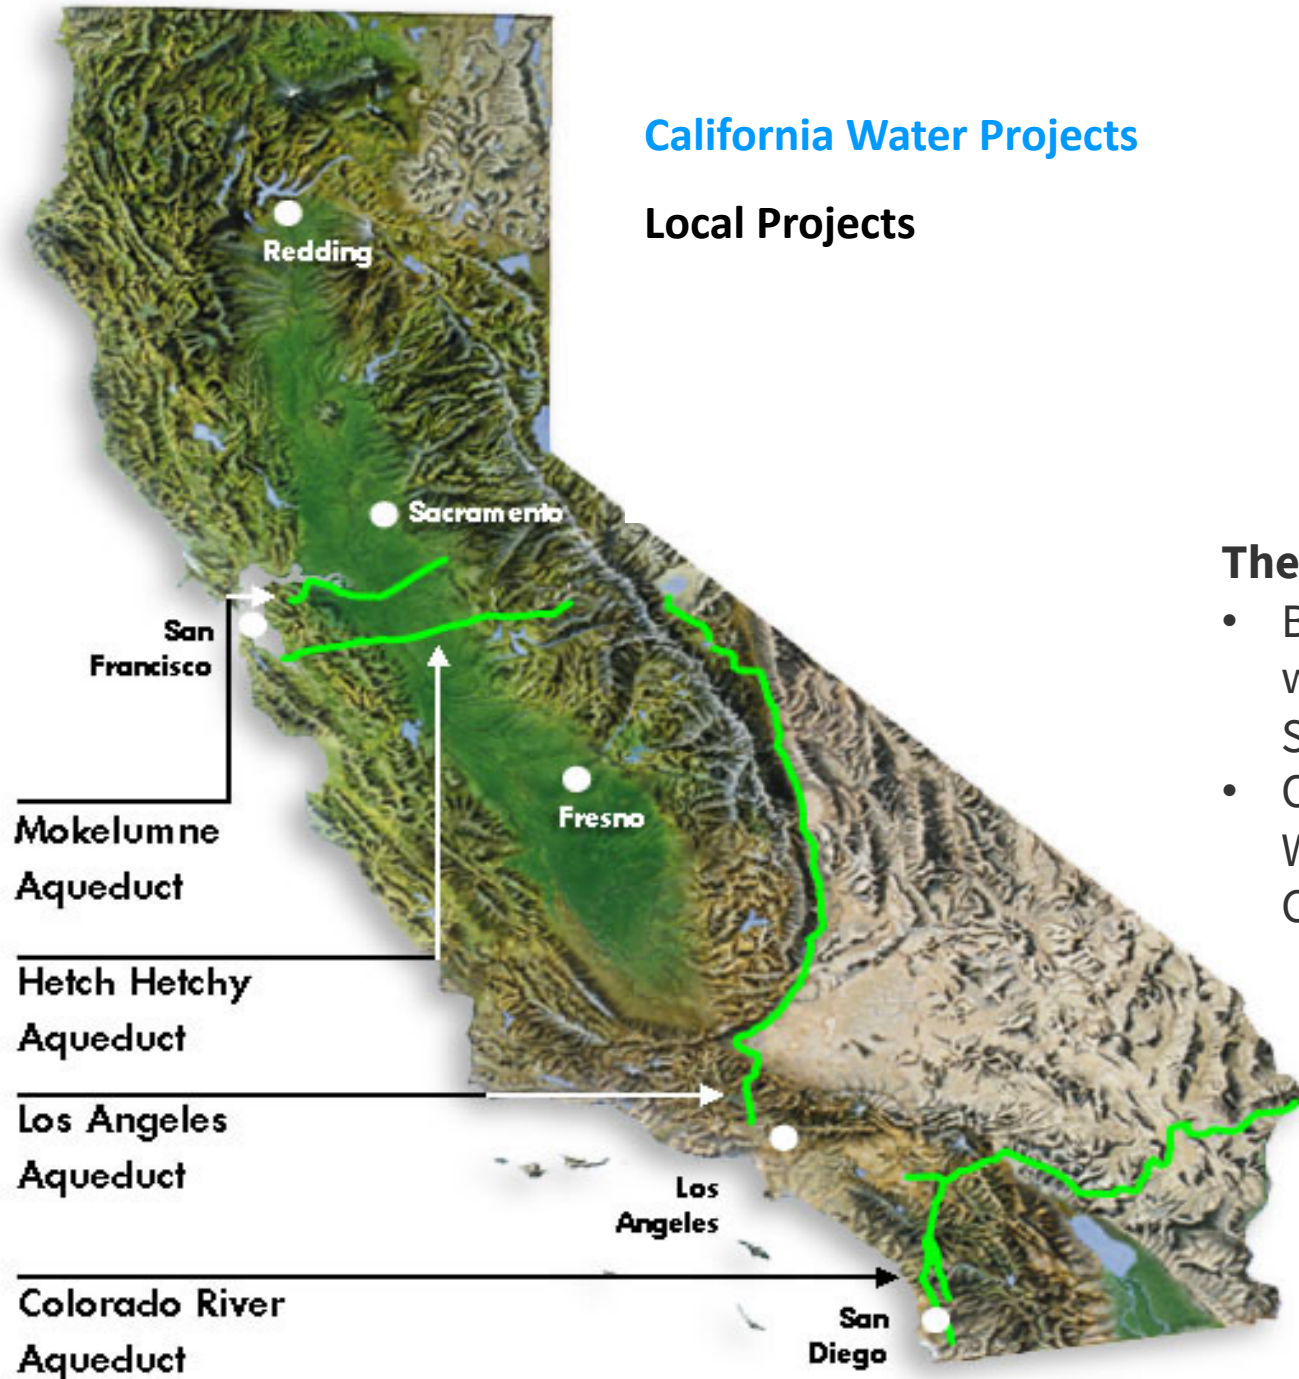 California Water Projects
Local Projects
Redding
Sacramento
San
Francisco
Fresno
Mokelumne
Aqueduct
Hetch Hetchy
Aqueduct
Los Angeles
Aqueduct
Los
Angeles
Colorado River
Aqueduct
San
Diego
The
•
•